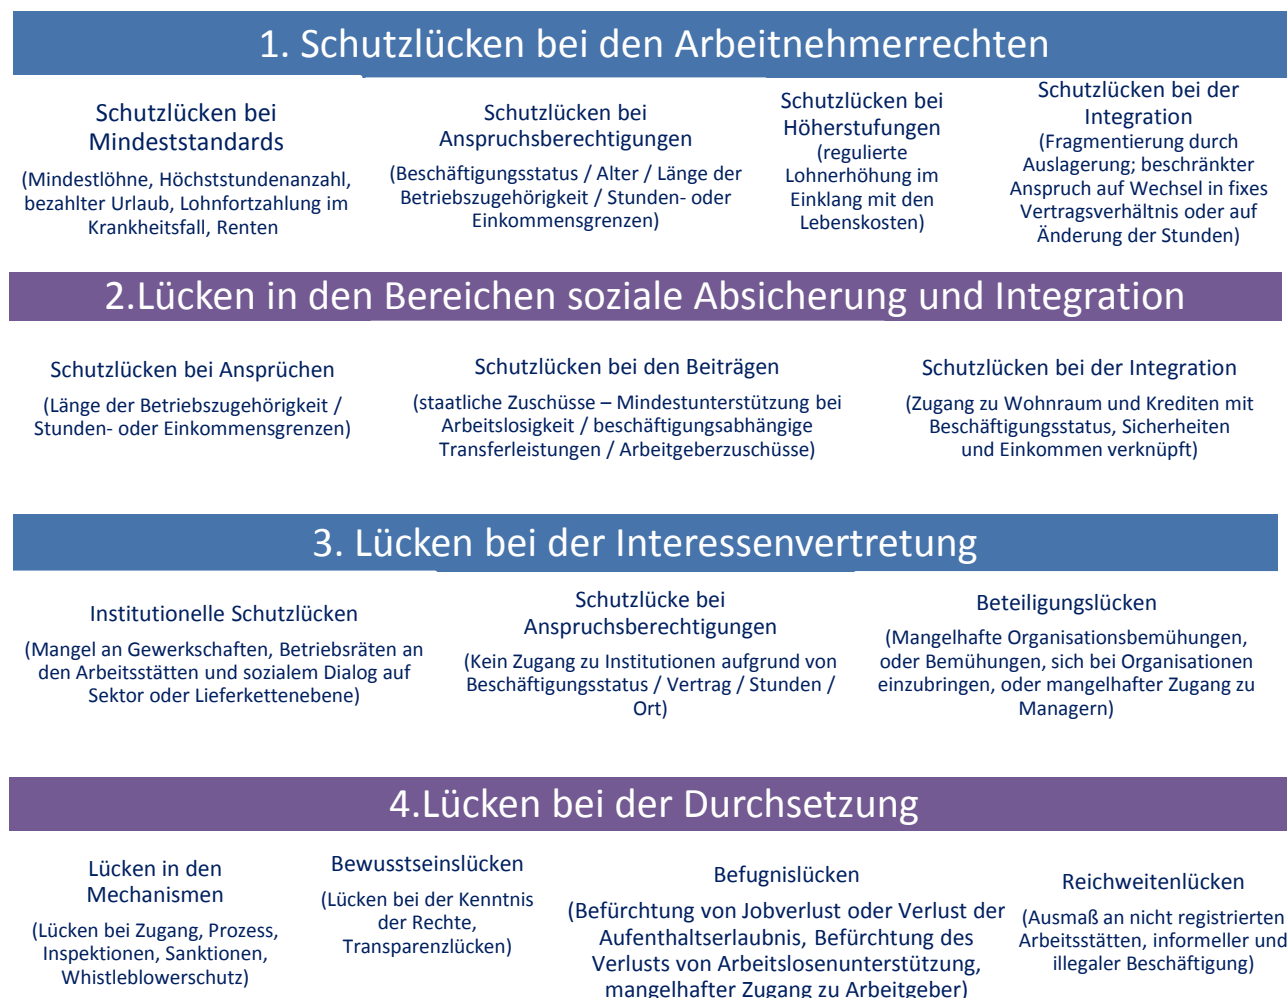 1. Schutzlücken bei den Arbeitnehmerrechten
Schutzlücken bei
Mindeststandards
(Mindestlöhne, Höchststundenanzahl,
bezahlter Urlaub, Lohnfortzahlung im
Krankheitsfall, Renten
Schutzlücken bei
Anspruchsberechtigungen
(Beschäftigungsstatus / Alter / Länge der
Betriebszugehörigkeit / Stunden- oder
Einkommensgrenzen)
Schutzlücken bei
Höherstufungen
(regulierte
Lohnerhöhung im
Einklang mit den
Lebenskosten)
Schutzlücken bei der
Integration
(Fragmentierung durch
Auslagerung; beschränkter
Anspruch auf Wechsel in fixes
Vertragsverhältnis oder auf
Änderung der Stunden)
2.Lücken in den Bereichen soziale Absicherung und Integration
Schutzlücken bei Ansprüchen
(Länge der Betriebszugehörigkeit /
Stunden- oder Einkommensgrenzen)
Schutzlücken bei den Beiträgen
(staatliche Zuschüsse – Mindestunterstützung bei
Arbeitslosigkeit / beschäftigungsabhängige
Transferleistungen / Arbeitgeberzuschüsse)
Schutzlücken bei der Integration
(Zugang zu Wohnraum und Krediten mit
Beschäftigungsstatus, Sicherheiten
und Einkommen verknüpft)
3. Lücken bei der Interessenvertretung
Institutionelle Schutzlücken
(Mangel an Gewerkschaften, Betriebsräten an
den Arbeitsstätten und sozialem Dialog auf
Sektor oder Lieferkettenebene)
Schutzlücke bei
Anspruchsberechtigungen
(Kein Zugang zu Institutionen aufgrund von
Beschäftigungsstatus / Vertrag / Stunden /
Ort)
Beteiligungslücken
(Mangelhafte Organisationsbemühungen,
oder Bemühungen, sich bei Organisationen
einzubringen, oder mangelhafter Zugang zu
Managern)
4.Lücken bei der Durchsetzung
Lücken in den
Mechanismen
(Lücken bei Zugang, Prozess,
Inspektionen, Sanktionen,
Whistleblowerschutz)
Bewusstseinslücken
(Lücken bei der Kenntnis
der Rechte,
Transparenzlücken)
Befugnislücken
(Befürchtung von Jobverlust oder Verlust der
Aufenthaltserlaubnis, Befürchtung des
Verlusts von Arbeitslosenunterstützung,
mangelhafter Zugang zu Arbeitgeber)
Reichweitenlücken
(Ausmaß an nicht registrierten
Arbeitsstätten, informeller und
illegaler Beschäftigung)